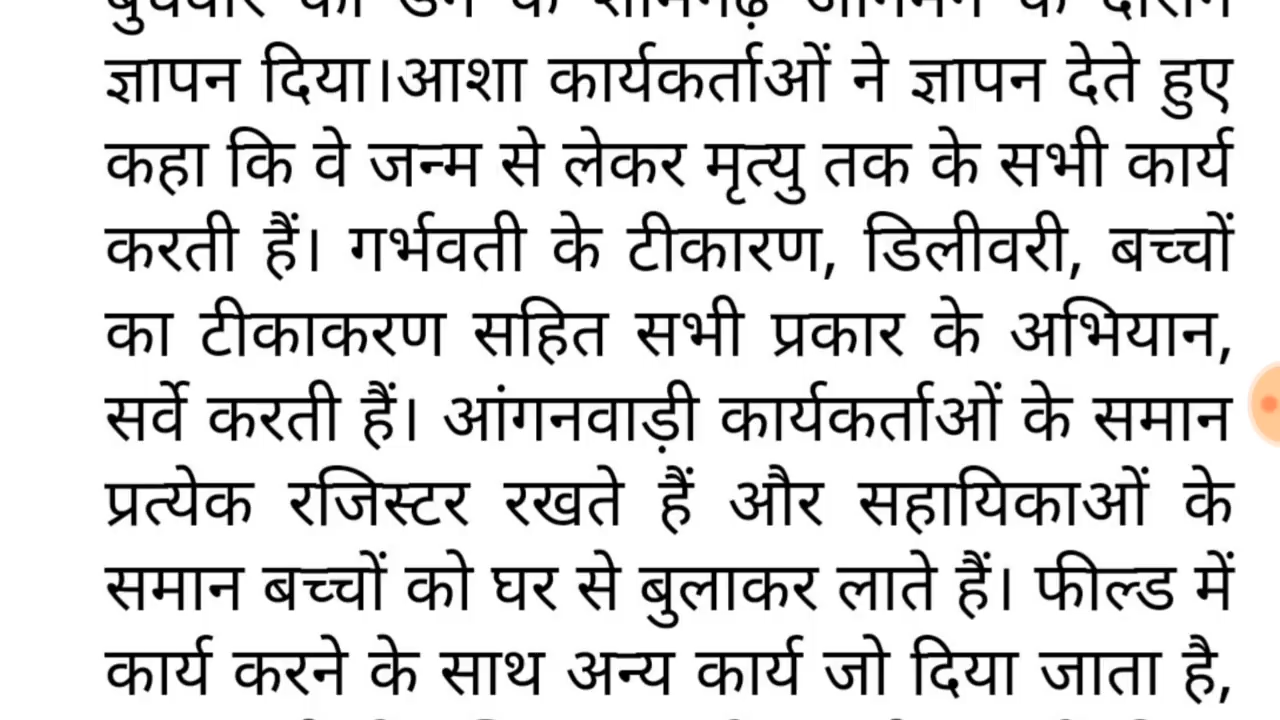 ज्ञापन दिया।आशा कार्यकर्ताओं ने ज्ञापन देते हुए
कहा कि वे जन्म से लेकर मृत्यु तक के सभी कार्य
करती हैं। गर्भवती के टीकारण, डिलीवरी, बच्चों
का टीकाकरण सहित सभी प्रकार के अभियान,
सर्वे करती हैं। आंगनवाड़ी कार्यकर्ताओं के समान
प्रत्येक रजिस्टर रखते हैं और सहायिकाओं के
समान बच्चों को घर से बुलाकर लाते हैं। फील्ड में
कार्य करने के साथ अन्य कार्य जो दिया जाता है,